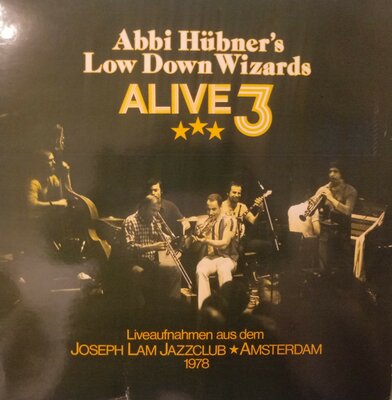 Abbi Hübner's
Low Down Wizards
ALIVE 3
Liveaufnahmen aus dem
JOSEPH LAM JAZZCLUB ★ AMSTERDAM
1978